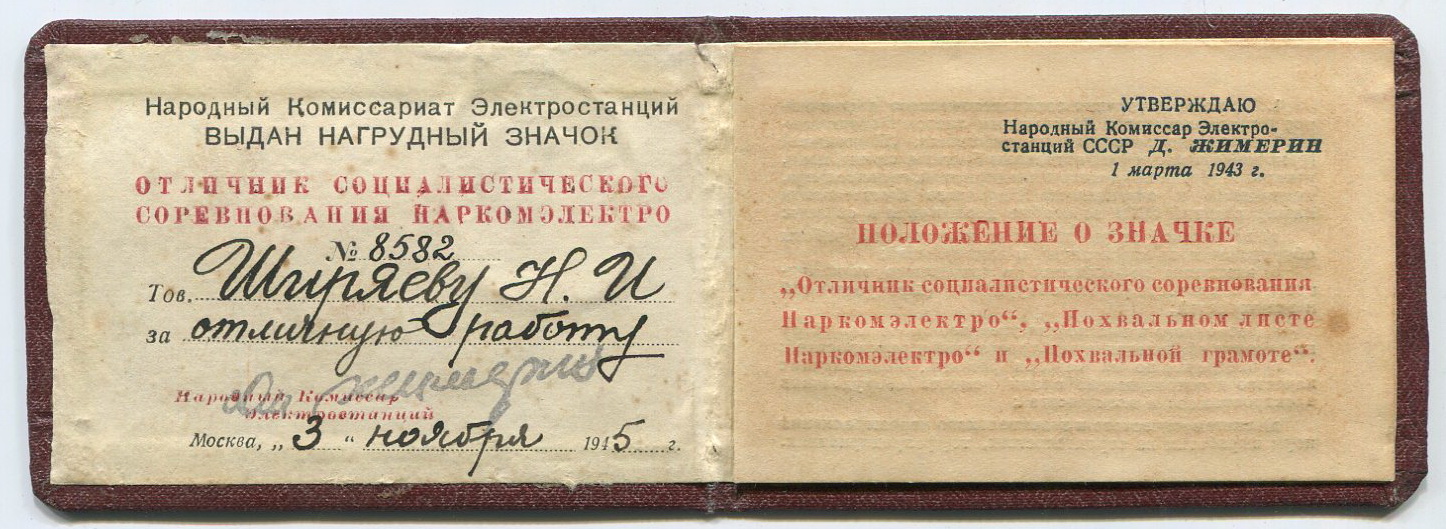 Народный Комиссариат Электростанций
ВЫДАН НАГРУДНЫЙ ЗНАЧОК
ОТЛИЧНИК СОЦИАЛИСТИЧЕСКОГО
СОРЕВНОВАНИЯ НАРКОМЭЛЕКТРО
№ 8582
Тов. Ширяеву Н. И
за отличную работу
Народный Комиссар
Электростанций
Москва, „3“ ноября 1945 г.
УТВЕРЖДАЮ
Народный Комиссар Электро-
станций СССР Д. ЖИМЕРИН
1 марта 1943 г.
ПОЛОЖЕНИЕ О ЗНАЧКЕ
„Отличник социалистического соревнования
Наркомэлектро“, „Похвальном листе
Наркомэлектро“ и „Похвальной грамоте“.